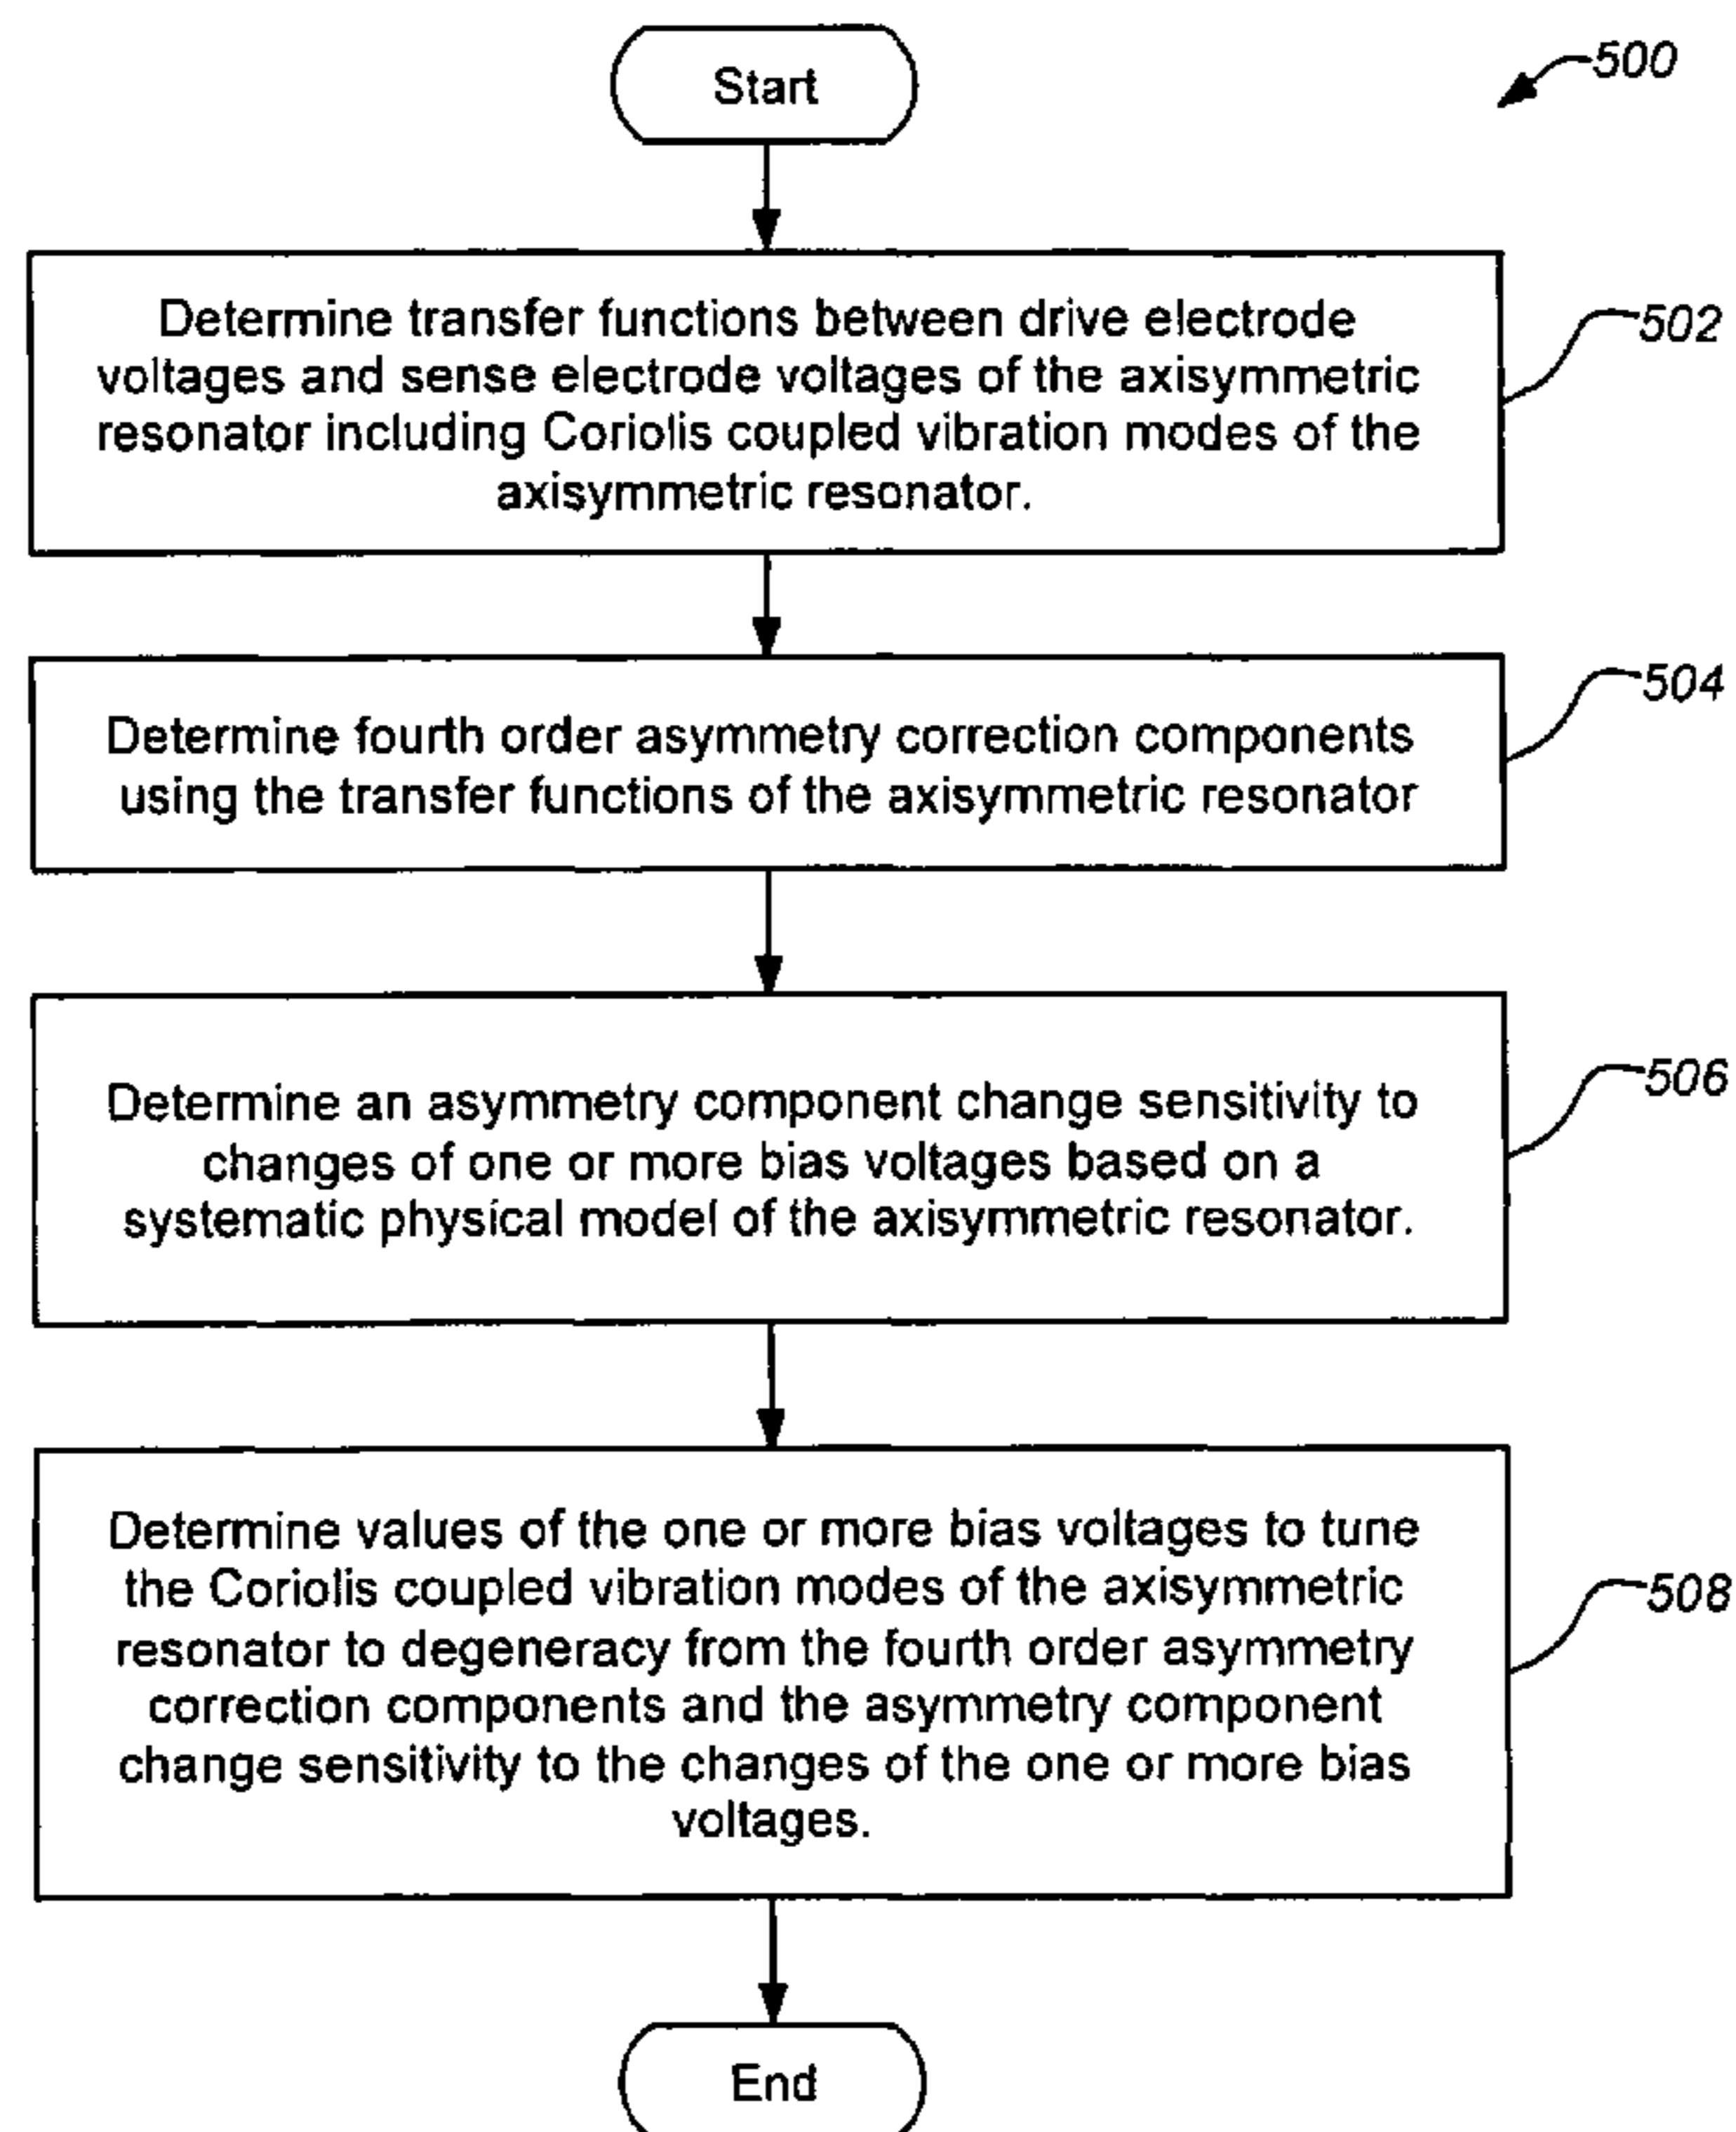 Start
500
Determine transfer functions between drive electrode
voltages and sense electrode voltages of the axisymmetric
resonator including Coriolis coupled vibration modes of the
axisymmetric resonator.
502
Determine fourth order asymmetry correction components
using the transfer functions of the axisymmetric resonator
504
Determine an asymmetry component change sensitivity to
changes of one or more bias voltages based on a
systematic physical model of the axisymmetric resonator.
506
Determine values of the one or more bias voltages to tune
the Coriolis coupled vibration modes of the axisymmetric
resonator to degeneracy from the fourth order asymmetry
correction components and the asymmetry component
change sensitivity to the changes of the one or more bias
voltages.
508
End